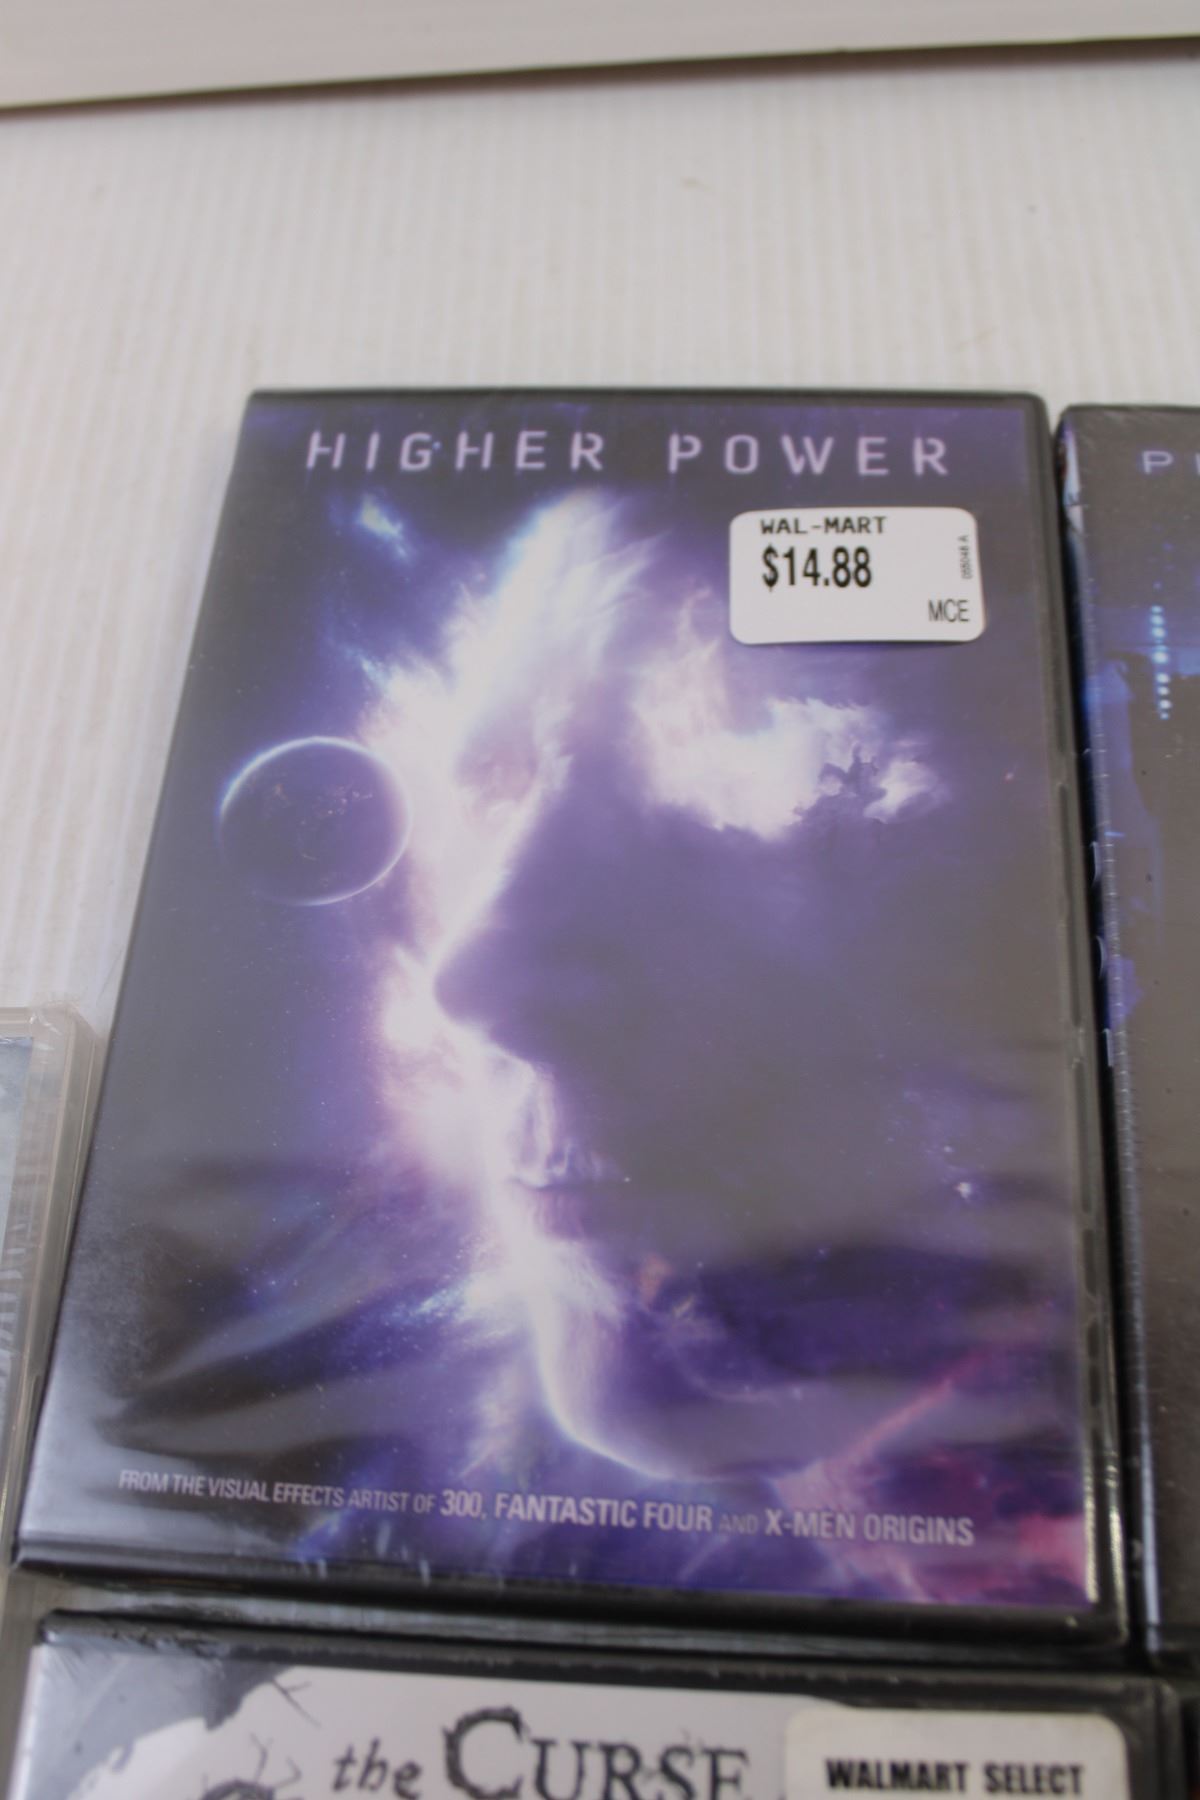 HIGHER POWER
WAL-MART
$14.88
055048 A
MCE
FROM THE VISUAL EFFECTS ARTIST OF 300, FANTASTIC FOUR AND X-MEN ORIGINS
the CURSE
WALMART SELECT